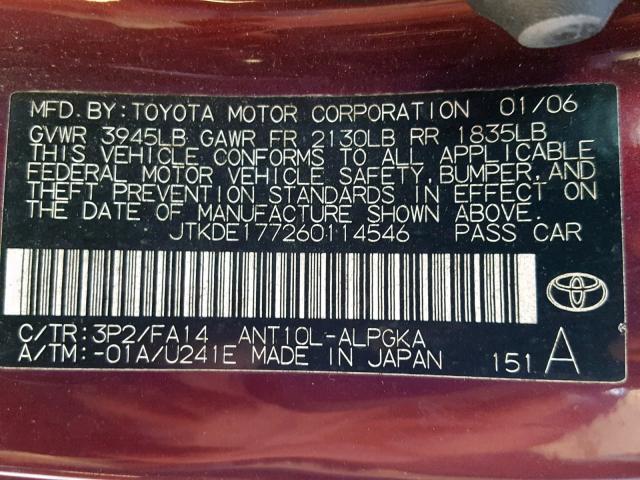 MFD. BY: TOYOTA MOTOR CORPORATION 01/06
GVWR 3945LB GAWR FR 2130LB RR 1835LB
THIS VEHICLE CONFORMS TO ALL APPLICABLE
FEDERAL MOTOR VEHICLE SAFETY, BUMPER, AND
THEFT PREVENTION STANDARDS IN EFFECT ON
THE DATE OF MANUFACTURE SHOWN ABOVE.
JTKDE177260114546 PASS CAR
C/TR: 3P2/FA14 ANT10L-ALPGKA
A/TM: -01A/U241E MADE IN JAPAN 151 A